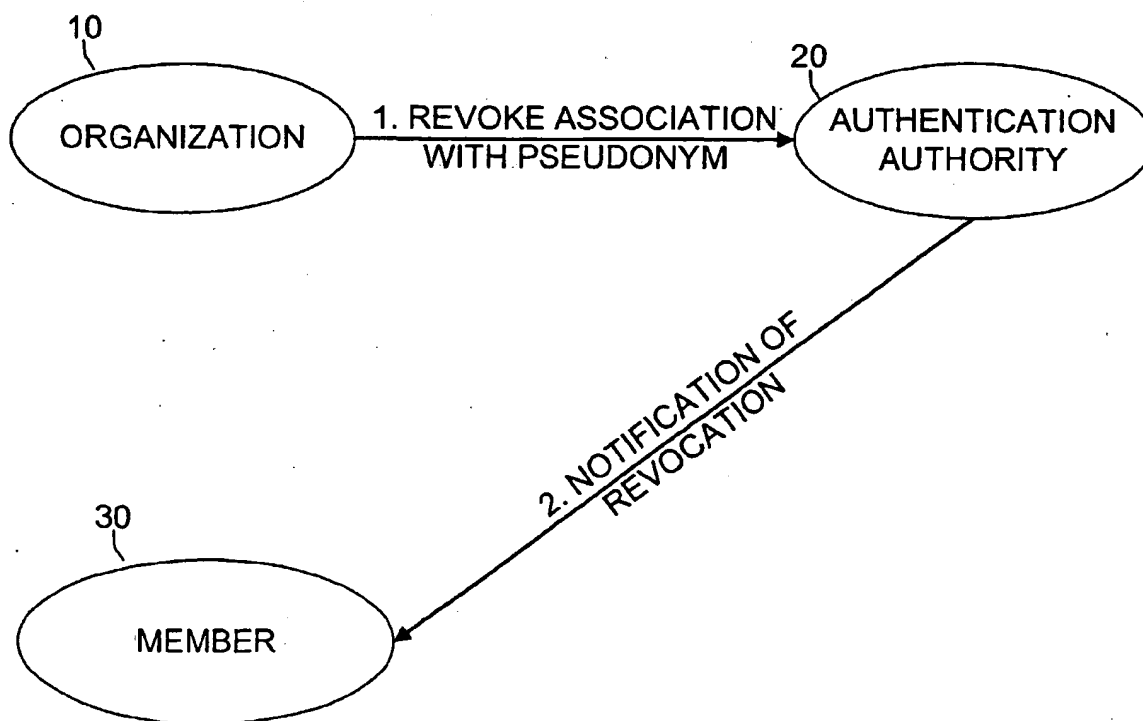 10
ORGANIZATION
1. REVOKE ASSOCIATION
WITH PSEUDONYM
20
AUTHENTICATION
AUTHORITY
2. NOTIFICATION OF
REVOCATION
30
MEMBER